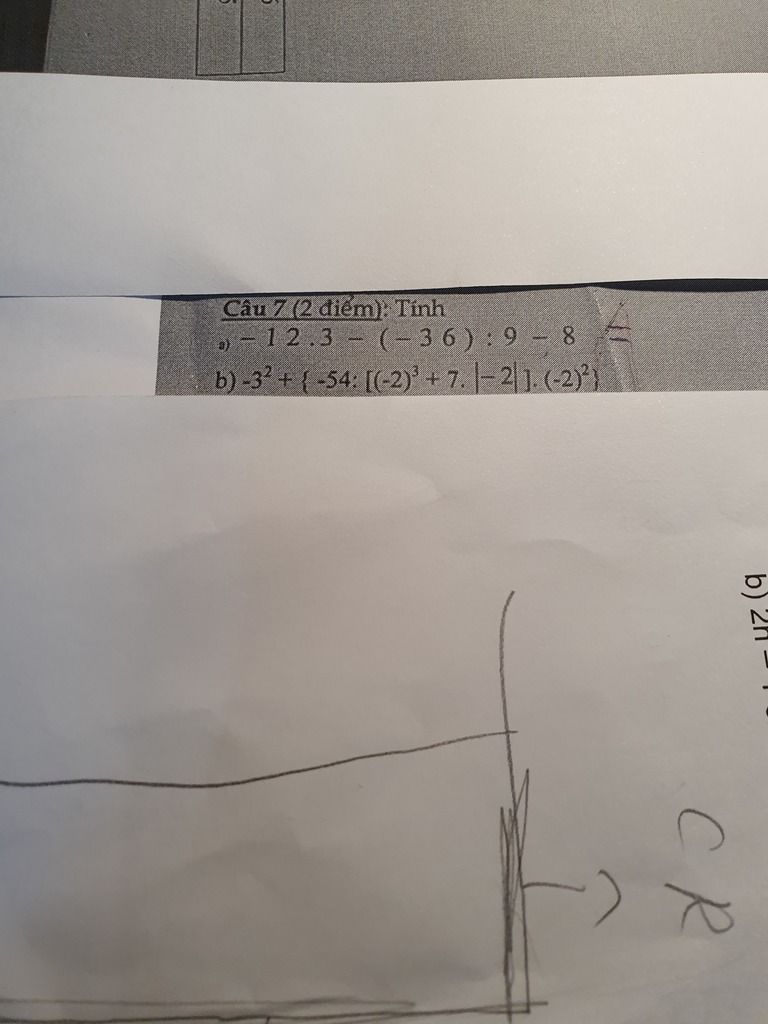 Câu 7 (2 điểm): Tính
a) – 1 2 . 3 – ( – 3 6 ) : 9 – 8
b) -3² + { -54: [(-2)³ + 7. |– 2| ]. (-2)²}
C R